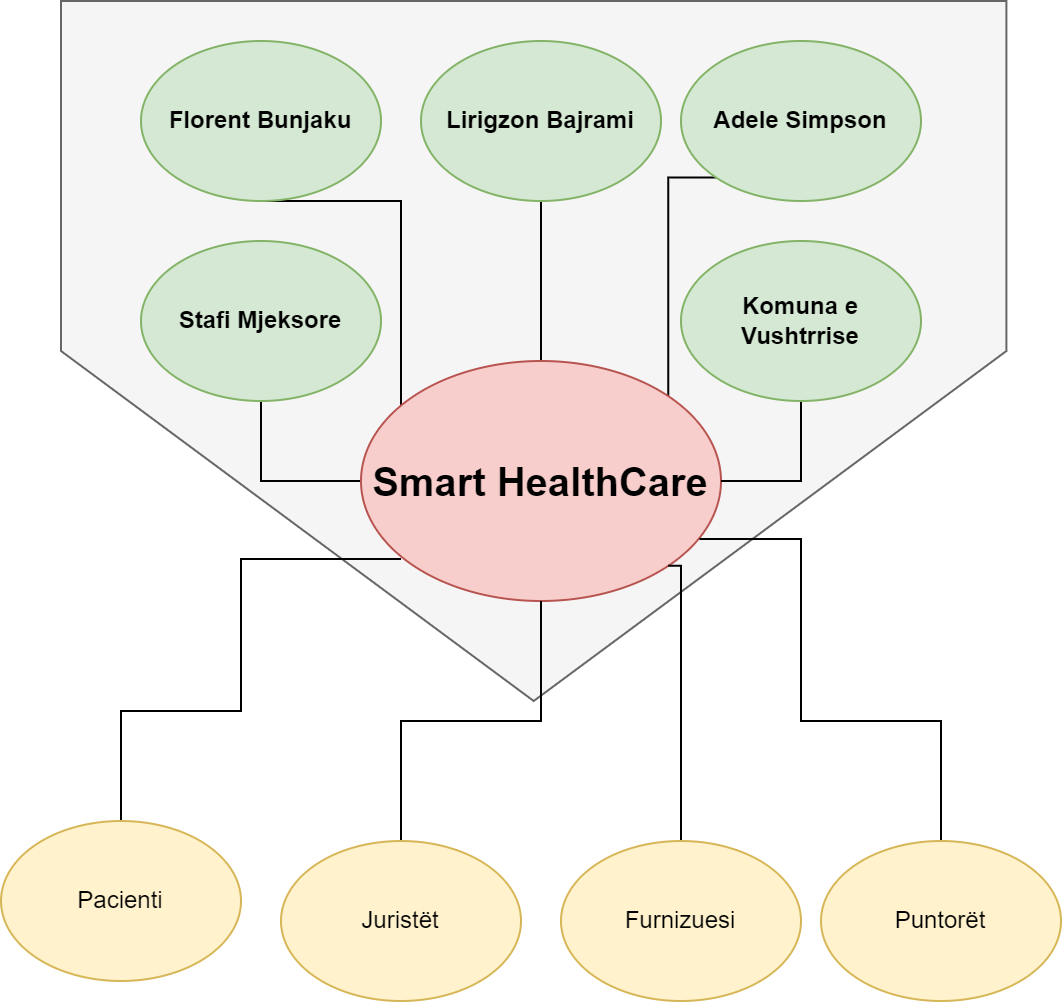 Florent Bunjaku
Lirigzon Bajrami
Adele Simpson
Stafi Mjeksore
Komuna e
Vushtrrise
Smart HealthCare
Pacienti
Juristët
Furnizuesi
Puntorët